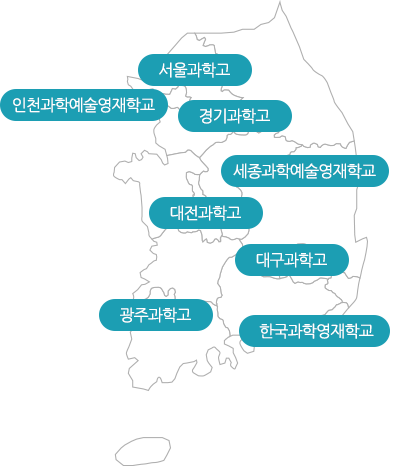 서울과학고
인천과학예술영재학교
경기과학고
세종과학예술영재학교
대전과학고
대구과학고
광주과학고
한국과학영재학교